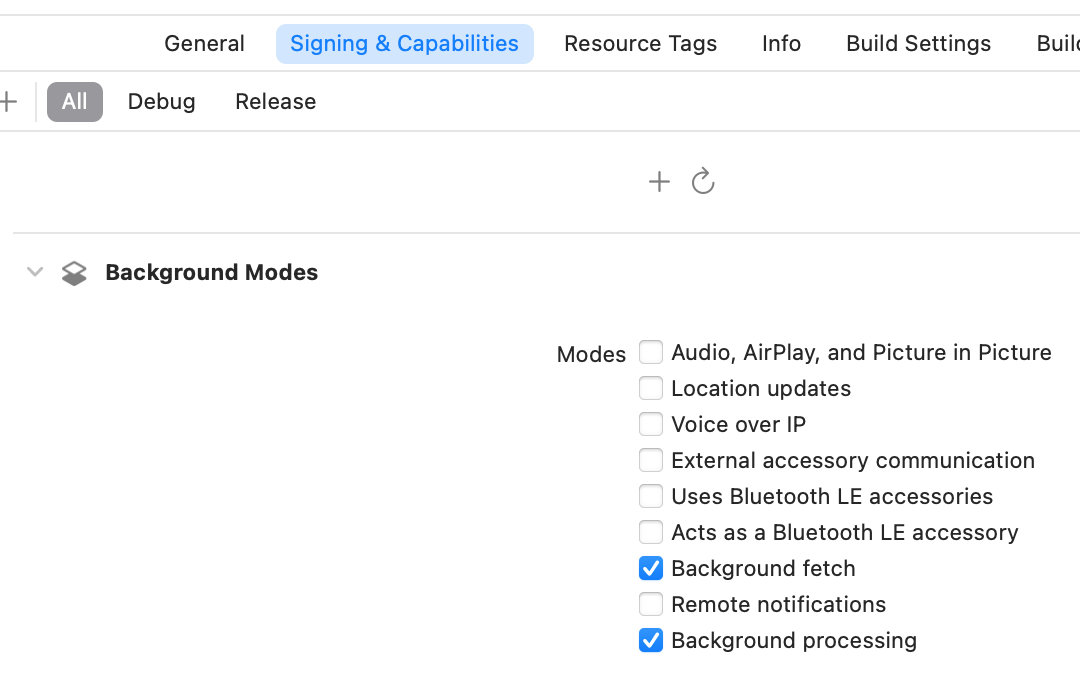 General Signing & Capabilities Resource Tags Info Build Settings
All Debug Release
Background Modes
Modes Audio, AirPlay, and Picture in Picture
Location updates
Voice over IP
External accessory communication
Uses Bluetooth LE accessories
Acts as a Bluetooth LE accessory
Background fetch
Remote notifications
Background processing